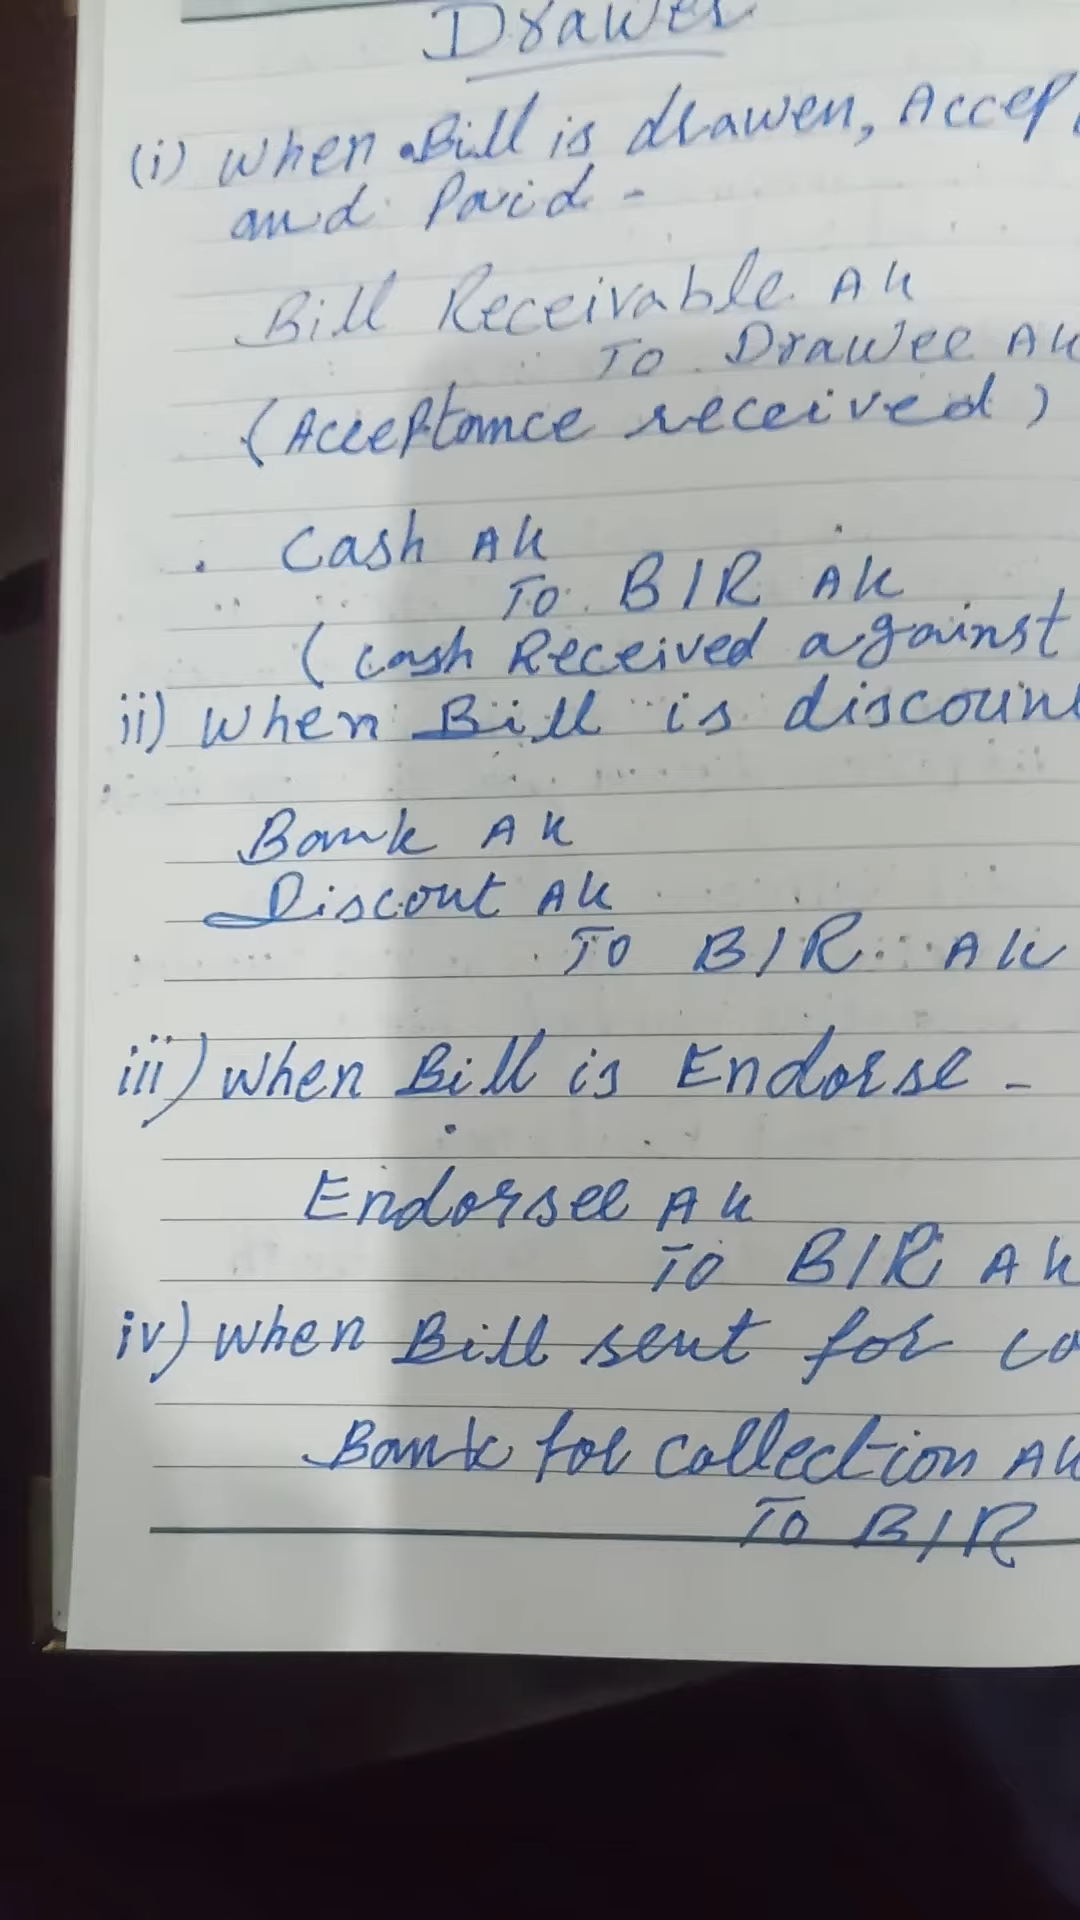 Drawer
(i) When Bill is drawen, Accep
and Paid -
Bill Receivable A/c
To Drawee A/c
(Acceptance received)
Cash A/c
To B/R A/c
(Cash Received against
ii) When Bill is discoun
Bank A/c
Discout A/c
To B/R A/c
iii) When Bill is Endorse -
Endorsee A/c
To B/R A/c
iv) When Bill sent for co
Bank for collection A/c
To B/R